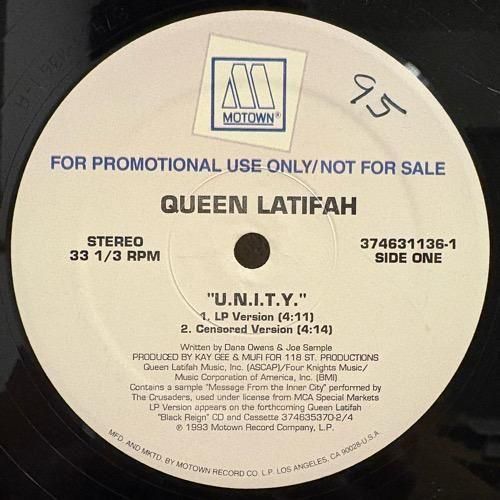 MOTOWN®
95
FOR PROMOTIONAL USE ONLY/NOT FOR SALE
QUEEN LATIFAH
STEREO
33 1/3 RPM
374631136-1
SIDE ONE
"U.N.I.T.Y."
1. LP Version (4:11)
2. Censored Version (4:14)
Written by Dana Owens & Joe Sample
PRODUCED BY KAY GEE & MUFI FOR 118 ST. PRODUCTIONS
Queen Latifah Music, Inc. (ASCAP)/Four Knights Music/
Music Corporation of America, Inc. (BMI)
Contains a sample "Message From the Inner City" performed by
The Crusaders, used under license from MCA Special Markets
LP Version appears on the forthcoming Queen Latifah
"Black Reign" CD and Cassette 374635370-2/4
℗ 1993 Motown Record Company, L.P.
MFD. AND MKTD. BY MOTOWN RECORD CO. L.P. LOS ANGELES, CA 90028-U.S.A